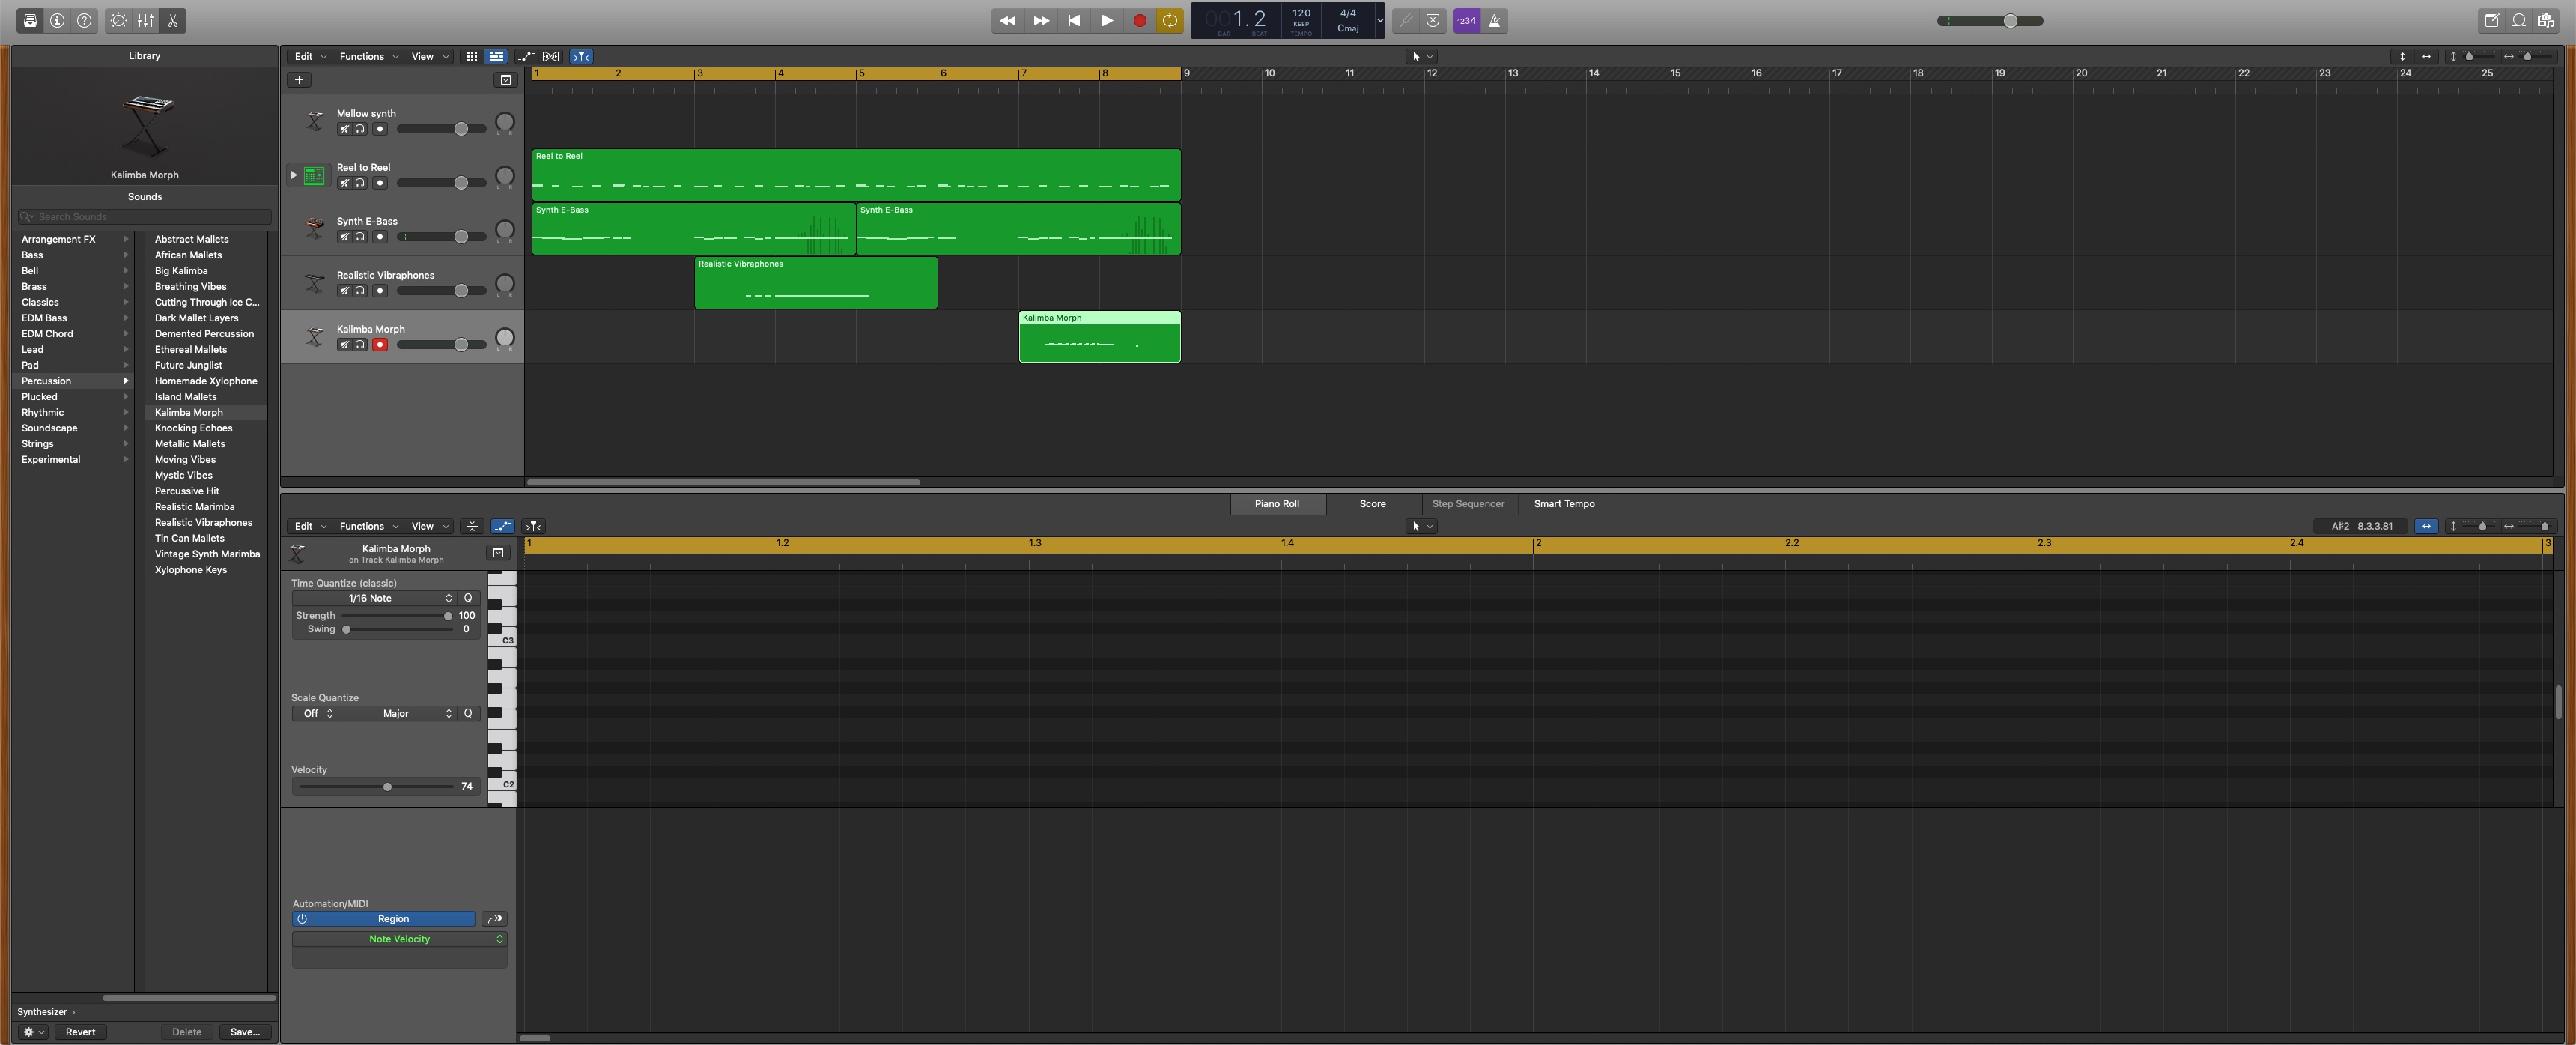 001.2
BAR BEAT
120
KEEP
TEMPO
4/4
Cmaj
1234
Library
Kalimba Morph
Sounds
Search Sounds
Arrangement FX
Bass
Bell
Brass
Classics
EDM Bass
EDM Chord
Lead
Pad
Percussion
Plucked
Rhythmic
Soundscape
Strings
Experimental
Abstract Mallets
African Mallets
Big Kalimba
Breathing Vibes
Cutting Through Ice C...
Dark Mallet Layers
Demented Percussion
Ethereal Mallets
Future Junglist
Homemade Xylophone
Island Mallets
Kalimba Morph
Knocking Echoes
Metallic Mallets
Moving Vibes
Mystic Vibes
Percussive Hit
Realistic Marimba
Realistic Vibraphones
Tin Can Mallets
Vintage Synth Marimba
Xylophone Keys
Synthesizer ›
Revert Delete Save...
Edit Functions View
1 2 3 4 5 6 7 8 9 10 11 12 13 14 15 16 17 18 19 20 21 22 23 24 25
Mellow synth
L R
Reel to Reel
L R
Reel to Reel
Synth E-Bass
L R
Synth E-Bass Synth E-Bass
Realistic Vibraphones
L R
Realistic Vibraphones
Kalimba Morph
L R
Kalimba Morph
Piano Roll Score Step Sequencer Smart Tempo
Edit Functions View
A#2 8.3.3.81
Kalimba Morph
on Track Kalimba Morph
1 1.2 1.3 1.4 2 2.2 2.3 2.4 3
Time Quantize (classic)
1/16 Note Q
Strength 100
Swing 0
Scale Quantize
Off Major Q
Velocity
74
C3
C2
Automation/MIDI
Region
Note Velocity